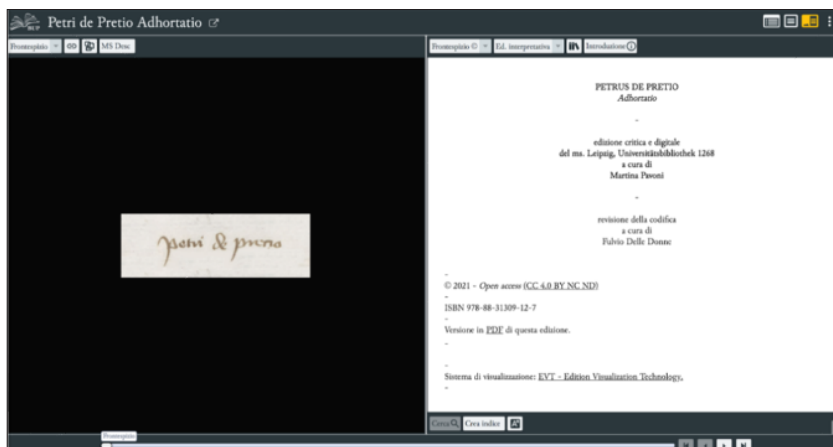 Petri de Pretio Adhortatio
Frontespizio
MS Desc
petri de precio
Frontespizio ©
Ed. interpretativa
Introduzione
PETRUS DE PRETIO
Adhortatio
-
edizione critica e digitale
del ms. Leipzig, Universitätsbibliothek 1268
a cura di
Martina Pavoni
-
revisione della codifica
a cura di
Fulvio Delle Donne
-
© 2021 - Open access (CC 4.0 BY NC ND)
-
ISBN 978-88-31309-12-7
-
Versione in PDF di questa edizione.
-
-
Sistema di visualizzazione: EVT - Edition Visualization Technology.
-
Cerca
Crea indice
Frontespizio